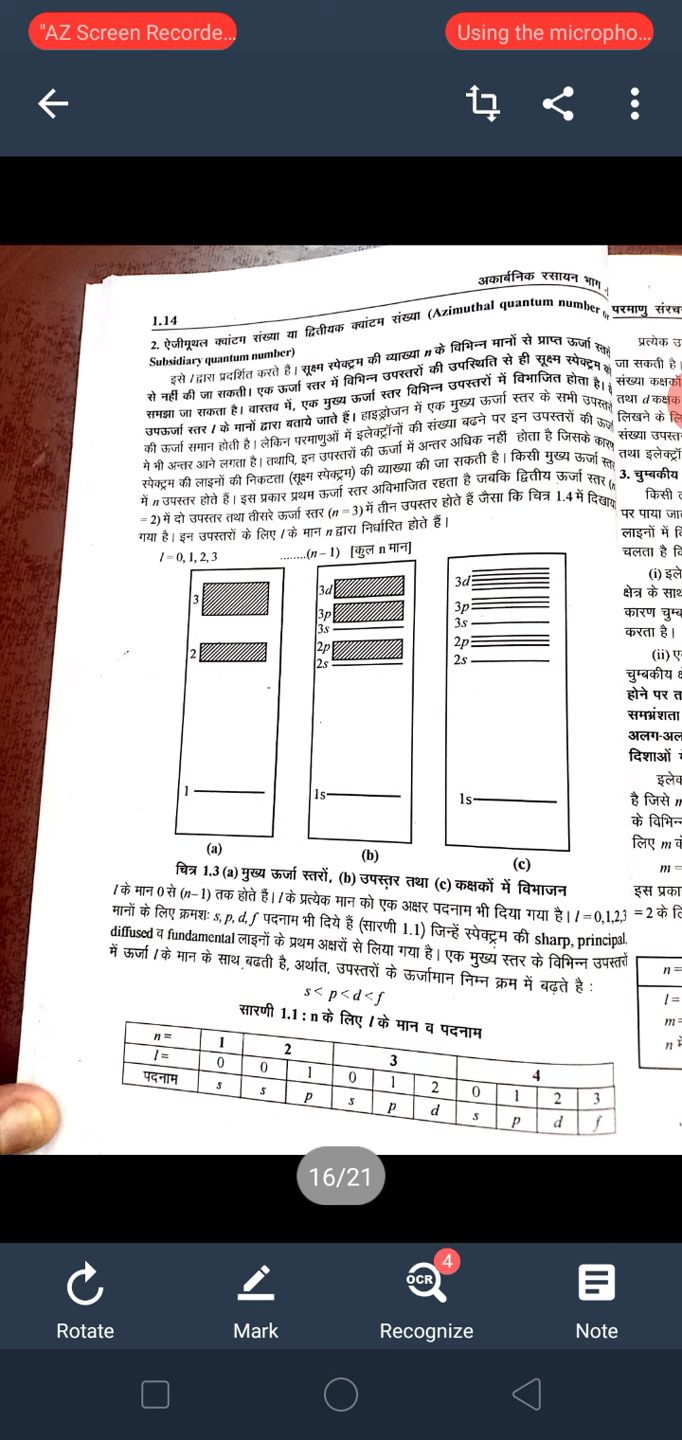 "AZ Screen Recorde...
Using the micropho...
अकार्बनिक रसायन भाग
1.14
2. ऐजीमूथल क्वांटम संख्या या द्वितीयक क्वांटम संख्या (Azimuthal quantum number or
Subsidiary quantum number)
इसे l द्वारा प्रदर्शित करते हैं। सूक्ष्म स्पेक्ट्रम की व्याख्या n के विभिन्न मानों से प्राप्त ऊर्जा स्तरों
से नहीं की जा सकती। एक ऊर्जा स्तर में विभिन्न उपस्तरों की उपस्थिति से ही सूक्ष्म स्पेक्ट्रम को
समझा जा सकता है। वास्तव में, एक मुख्य ऊर्जा स्तर विभिन्न उपस्तरों में विभाजित होता है। ये
उपऊर्जा स्तर l के मानों द्वारा बताये जाते हैं। हाइड्रोजन में एक मुख्य ऊर्जा स्तर के सभी उपस्तरों
की ऊर्जा समान होती है। लेकिन परमाणुओं में इलेक्ट्रॉनों की संख्या बढने पर इन उपस्तरों की ऊर्जा
मे भी अन्तर आने लगता है। तथापि, इन उपस्तरों की ऊर्जा में अन्तर अधिक नहीं होता है जिसके कारण
स्पेक्ट्रम की लाइनों की निकटता (सूक्ष्म स्पेक्ट्रम) की व्याख्या की जा सकती है। किसी मुख्य ऊर्जा स्तर
में n उपस्तर होते हैं। इस प्रकार प्रथम ऊर्जा स्तर अविभाजित रहता है जबकि द्वितीय ऊर्जा स्तर (n
= 2) में दो उपस्तर तथा तीसरे ऊर्जा स्तर (n = 3) में तीन उपस्तर होते हैं जैसा कि चित्र 1.4 में दिखाया
गया है। इन उपस्तरों के लिए l के मान n द्वारा निर्धारित होते हैं।
l = 0, 1, 2, 3 ........(n – 1) [कुल n मान]
3
2
1
(a)
3d
3p
3s
2p
2s
1s
(b)
3d
3p
3s
2p
2s
1s
(c)
चित्र 1.3 (a) मुख्य ऊर्जा स्तरों, (b) उपस्तर तथा (c) कक्षकों में विभाजन
l के मान 0 से (n–1) तक होते हैं। l के प्रत्येक मान को एक अक्षर पदनाम भी दिया गया है। l = 0,1,2,3
मानों के लिए क्रमशः s, p, d, f पदनाम भी दिये हैं (सारणी 1.1) जिन्हें स्पेक्ट्रम की sharp, principal,
diffused व fundamental लाइनों के प्रथम अक्षरों से लिया गया है। एक मुख्य स्तर के विभिन्न उपस्तरों
में ऊर्जा l के मान के साथ बढती है, अर्थात, उपस्तरों के ऊर्जामान निम्न क्रम में बढ़ते है :
s < p < d < f
सारणी 1.1 : n के लिए l के मान व पदनाम
n = 1 2 3 4
l = 0 0 1 0 1 2 0 1 2 3
पदनाम s s p s p d s p d f
परमाणु संरच
प्रत्येक उ
जा सकती है।
संख्या कक्षकों
तथा d कक्षक
लिखने के लि
संख्या उपस्त
तथा इलेक्ट्रॉ
3. चुम्बकीय
किसी
पर पाया जा
लाइनों में
चलता है कि
(i) इले
क्षेत्र के साथ
कारण चुम्ब
करता है।
(ii) ए
चुम्बकीय क्ष
होने पर त
समभ्रंशता
अलग-अल
दिशाओं
इलेक
है जिसे n
के विभिन्न
लिए m के
m =
इस प्रका
= 2 के लि
n =
l =
m =
n में
16/21
4
OCR
Rotate
Mark
Recognize
Note